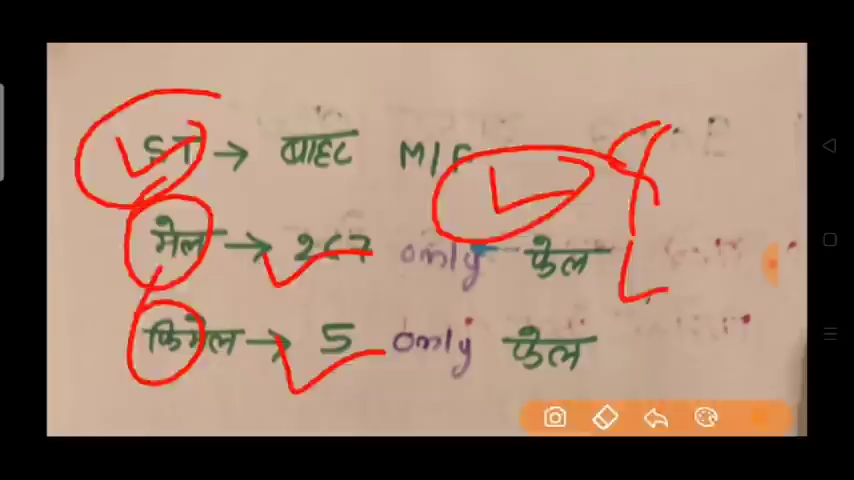 ST → बाहर M/F
मेल → 267 only फेल
फिमेल → 5 only फेल